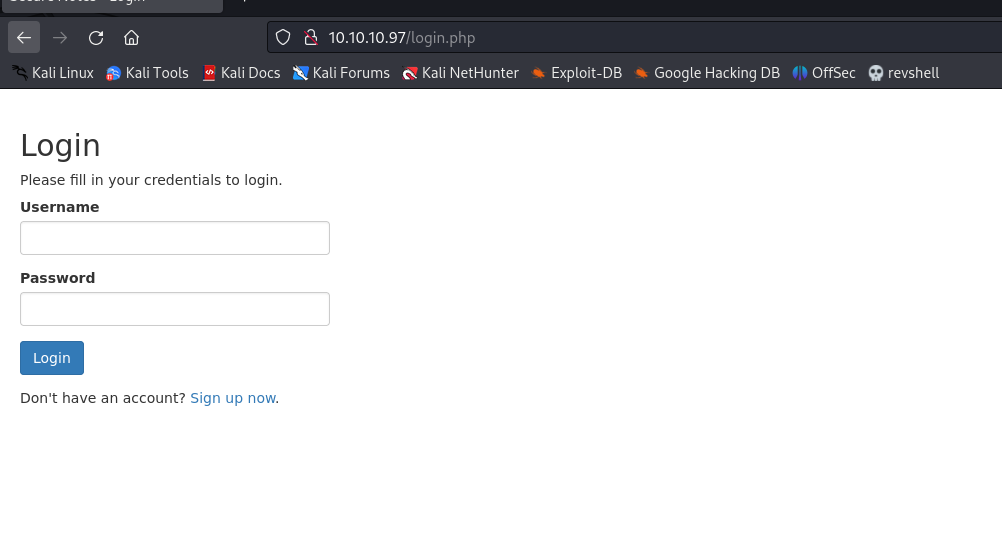 10.10.10.97/login.php
Kali Linux Kali Tools Kali Docs Kali Forums Kali NetHunter Exploit-DB Google Hacking DB OffSec revshell
Login
Please fill in your credentials to login.
Username
Password
Login
Don't have an account? Sign up now.